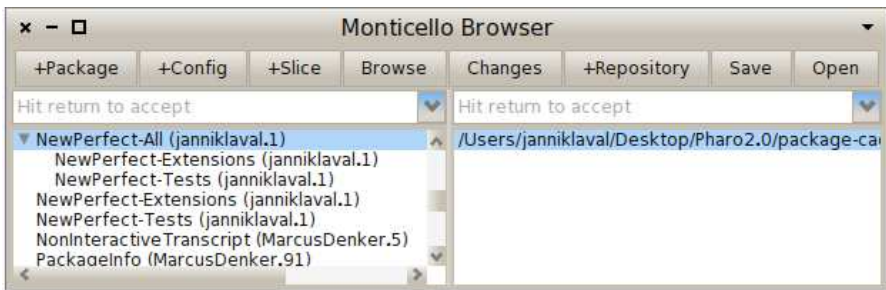 Monticello Browser
+Package +Config +Slice Browse Changes +Repository Save Open
Hit return to accept Hit return to accept
NewPerfect-All (janniklaval.1)
NewPerfect-Extensions (janniklaval.1)
NewPerfect-Tests (janniklaval.1)
NewPerfect-Extensions (janniklaval.1)
NewPerfect-Tests (janniklaval.1)
NonInteractiveTranscript (MarcusDenker.5)
PackageInfo (MarcusDenker.91)
/Users/janniklaval/Desktop/Pharo2.0/package-ca